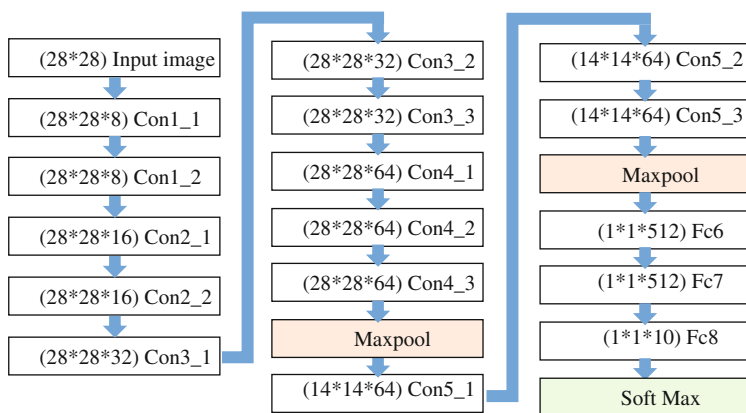 (28*28) Input image
(28*28*8) Con1_1
(28*28*8) Con1_2
(28*28*16) Con2_1
(28*28*16) Con2_2
(28*28*32) Con3_1
(28*28*32) Con3_2
(28*28*32) Con3_3
(28*28*64) Con4_1
(28*28*64) Con4_2
(28*28*64) Con4_3
Maxpool
(14*14*64) Con5_1
(14*14*64) Con5_2
(14*14*64) Con5_3
Maxpool
(1*1*512) Fc6
(1*1*512) Fc7
(1*1*10) Fc8
Soft Max